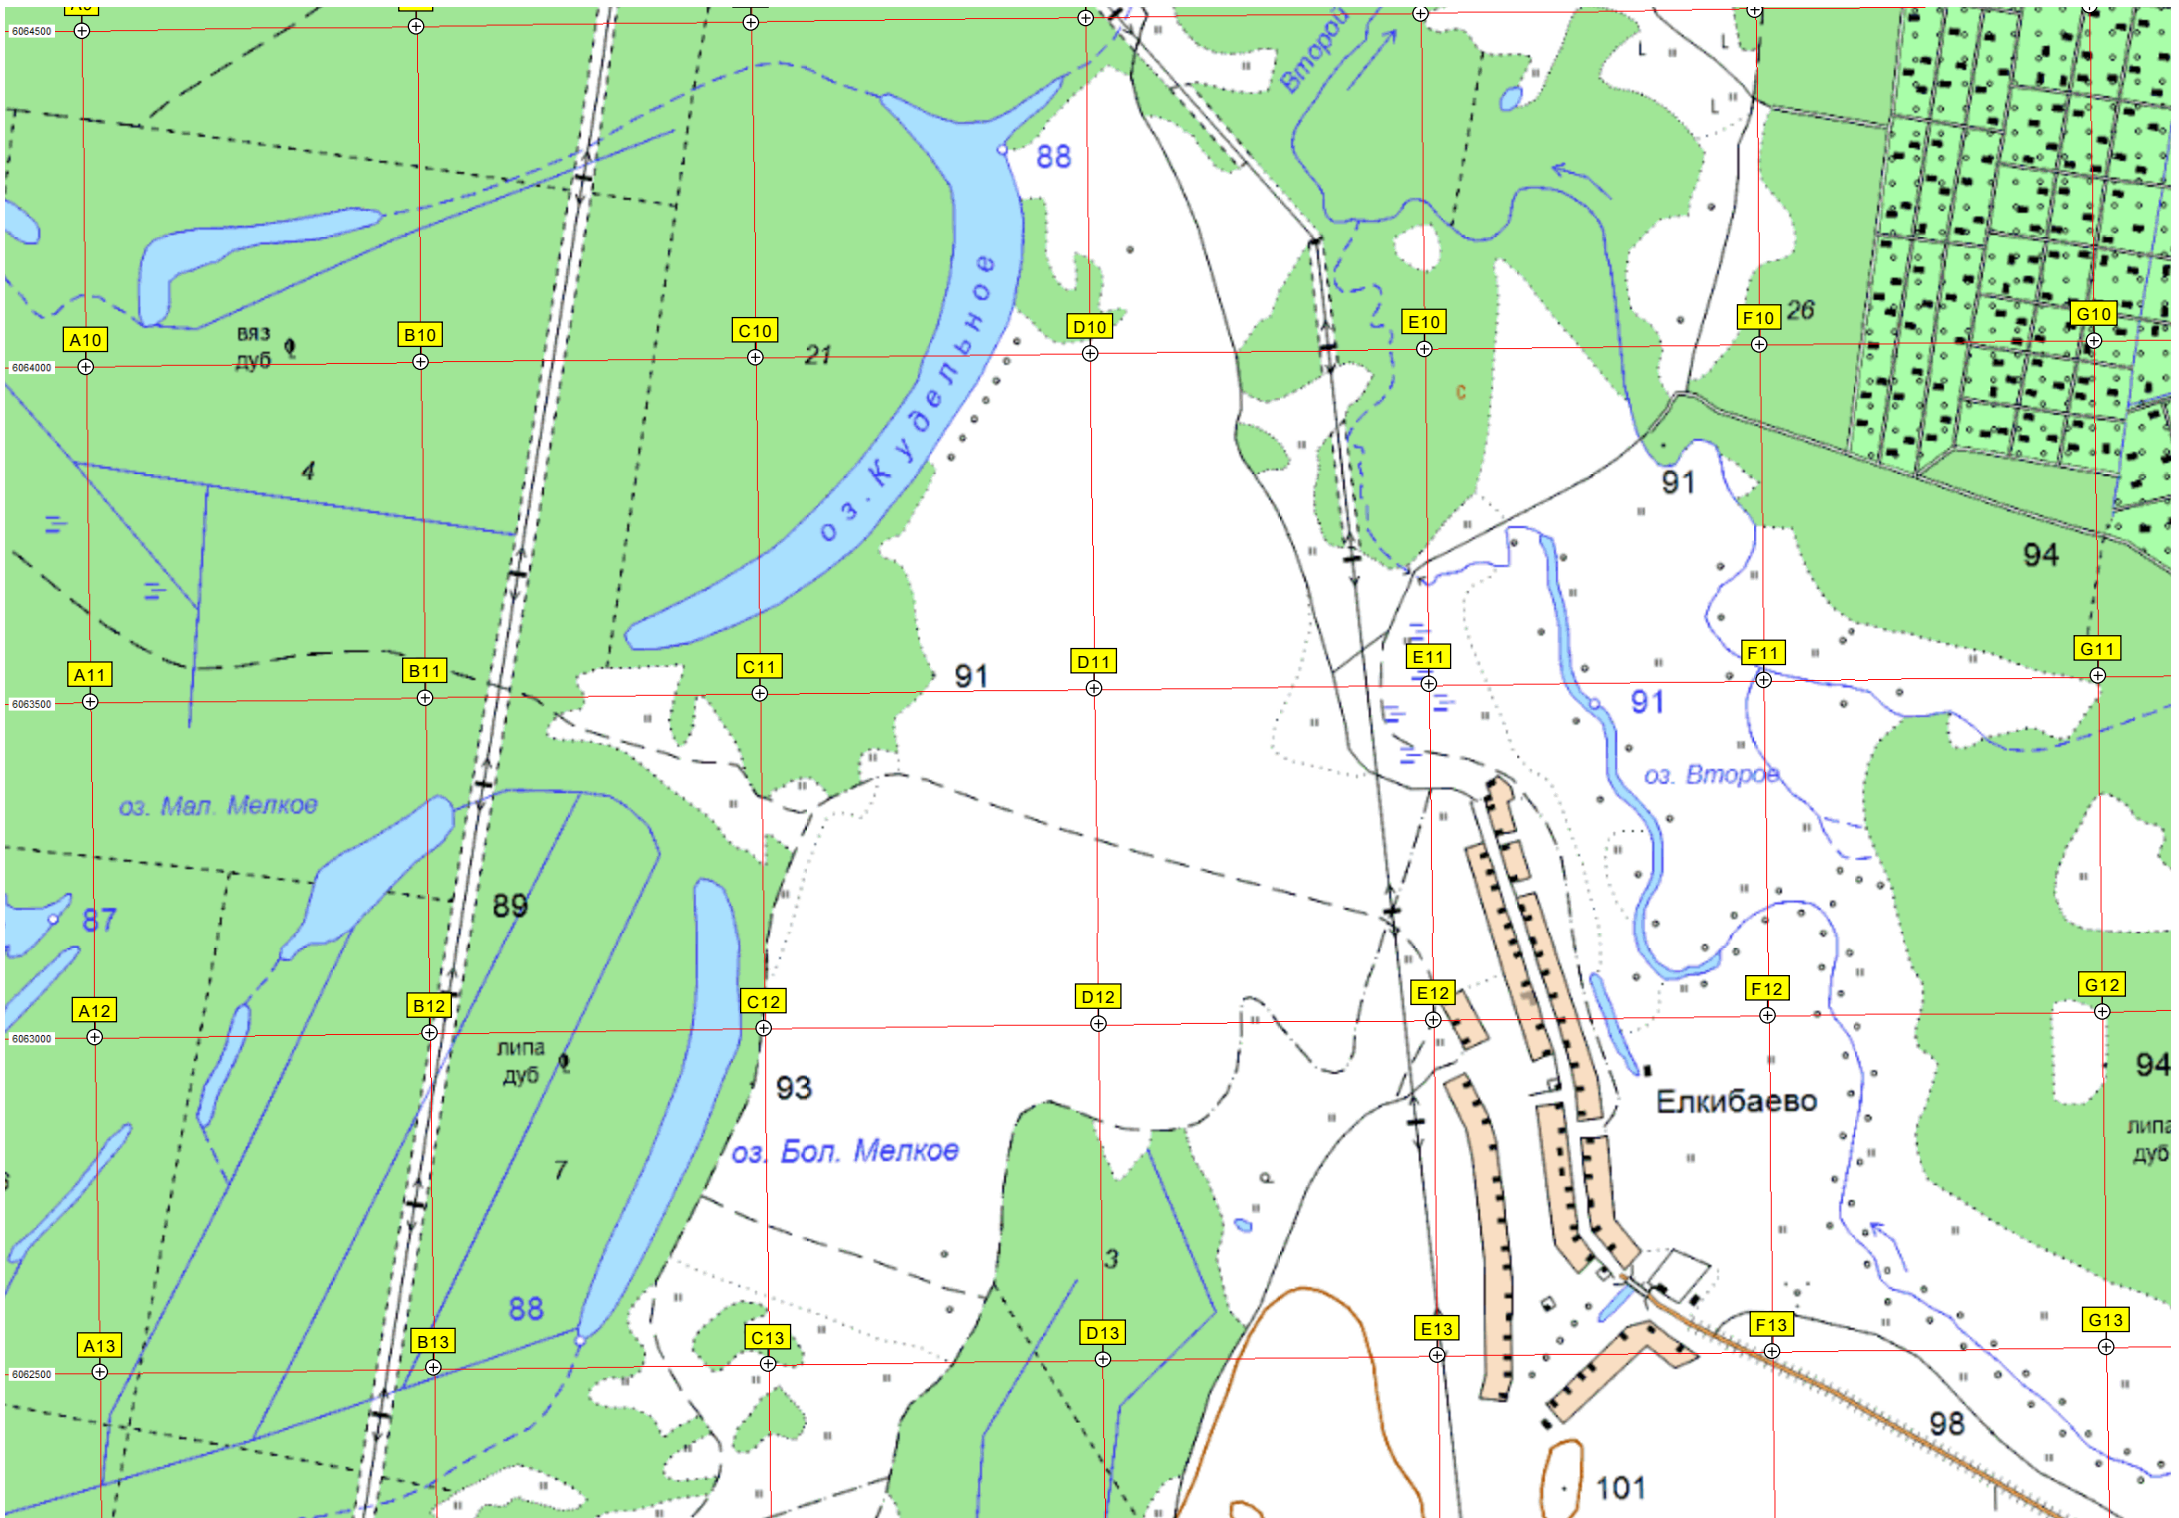 6064500
Второй
88
A10
B10
C10
D10
E10
F10
G10
26
вяз
дуб
21
6064000
оз. Кудельное
с
4
91
94
A11
B11
C11
D11
E11
F11
G11
91
91
6063500
оз. Второе
оз. Мал. Мелкое
89
87
A12
B12
C12
D12
E12
F12
G12
6063000
липа
дуб
93
94
Елкибаево
липа
дуб
оз. Бол. Мелкое
7
3
88
A13
B13
C13
D13
E13
F13
G13
6062500
98
101